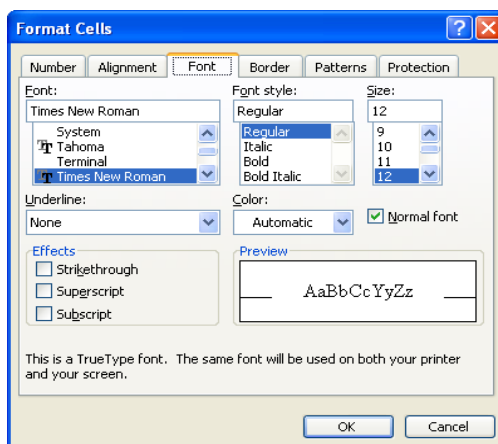 Format Cells
Number Alignment Font Border Patterns Protection
Font: Font style: Size:
Times New Roman Regular 12
System Regular 9
Tahoma Italic 10
Terminal Bold 11
Times New Roman Bold Italic 12
Underline: Color:
None Automatic Normal font
Effects Preview
Strikethrough
Superscript AaBbCcYyZz
Subscript
This is a TrueType font. The same font will be used on both your printer
and your screen.
OK Cancel